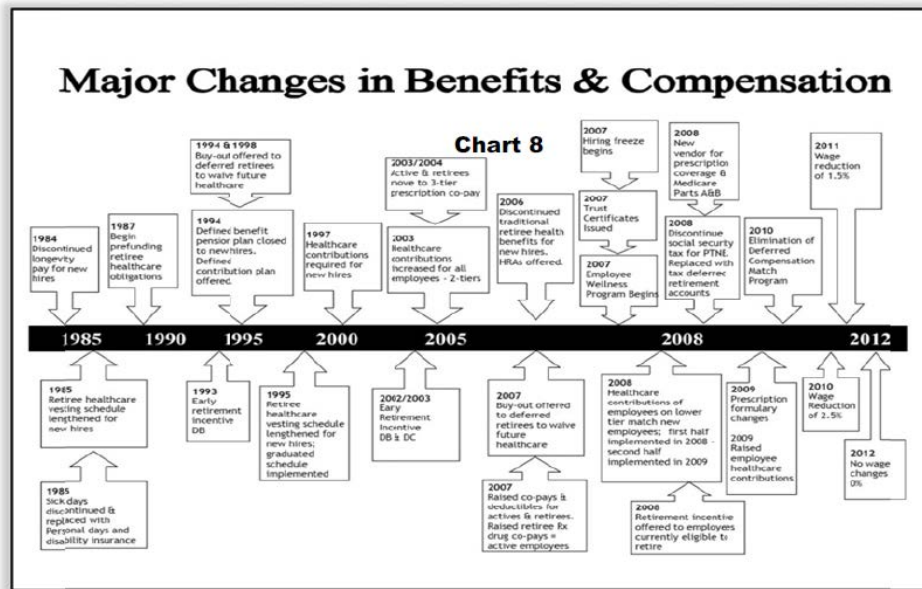 Major Changes in Benefits & Compensation
Chart 8
1994 & 1998
Buy-out offered to
deferred retirees
to waive future
healthcare
2003/2004
Active & retirees
move to 3-tier
prescription co-pay
2007
Hiring freeze
begins
2008
New
vendor for
prescription
coverage &
Medicare
Parts A&B
2011
Wage
reduction
of 1.5%
1984
Discontinued
longevity
pay for new
hires
1987
Begin
prefunding
retiree
healthcare
obligations
1994
Defined benefit
pension plan closed
to newhires.
Defined
contribution plan
offered.
1997
Healthcare
contributions
required for
new hires
2003
Healthcare
contributions
increased for all
employees - 2-tiers
2006
Discontinued
traditional
retiree health
benefits for
new hires.
HRAs offered.
2007
Trust
Certificates
Issued
2007
Employee
Wellness
Program Begins
2008
Discontinue
social security
tax for PTNE.
Replaced with
tax deferred
retirement
accounts
2010
Elimination of
Deferred
Compensation
Match
Program
1985 1990 1995 2000 2005 2008 2012
1985
Retiree healthcare
vesting schedule
lengthened for
new hires
1985
Sick days
discontinued &
replaced with
Personal days and
disability insurance
1993
Early
retirement
incentive
DB
1995
Retiree
healthcare
vesting schedule
lengthened for
new hires;
graduated
schedule
implemented
2002/2003
Eary
Retirement
Incentive
DB & DC
2007
Buy-out offered
to deferred
retirees to waive
future
healthcare
2007
Raised co-pays &
deductibles for
actives & retirees.
Raised retiree Rx
drug co-pays =
active employees
2008
Healthcare
contributions of
employees on lower
tier match new
employees; first half
implemented in 2008 -
second half
implemented in 2009
2008
Retirement incentive
offered to employees
currently eligible to
retire
2009
Prescription
formulary
changes
2009
Raised
employee
healthcare
contributions
2010
Wage
Reduction
of 2.5%
2012
No wage
changes
0%